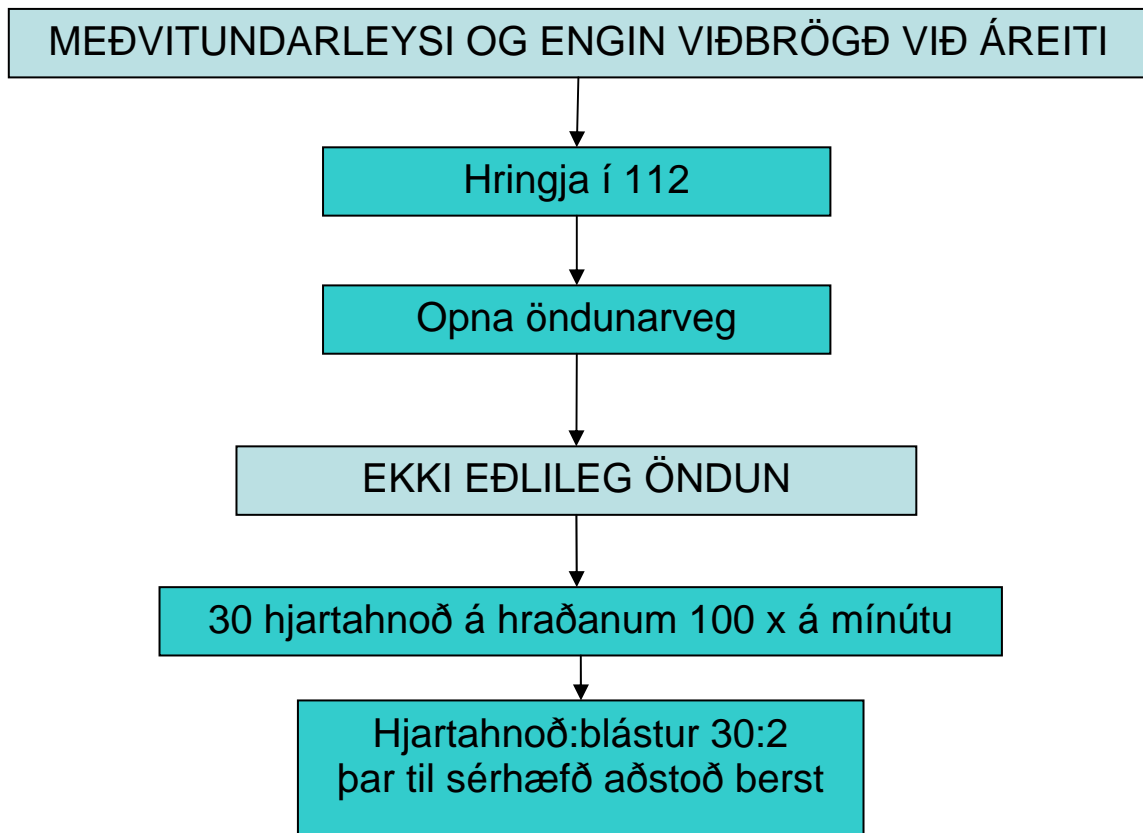 MEÐVITUNDARLEYSI OG ENGIN VIÐBRÖGÐ VIÐ ÁREITI
Hringja í 112
Opna öndunarveg
EKKI EÐLILEG ÖNDUN
30 hjartahnoð á hraðanum 100 x á mínútu
Hjartahnoð:blástur 30:2
þar til sérhæfð aðstoð berst